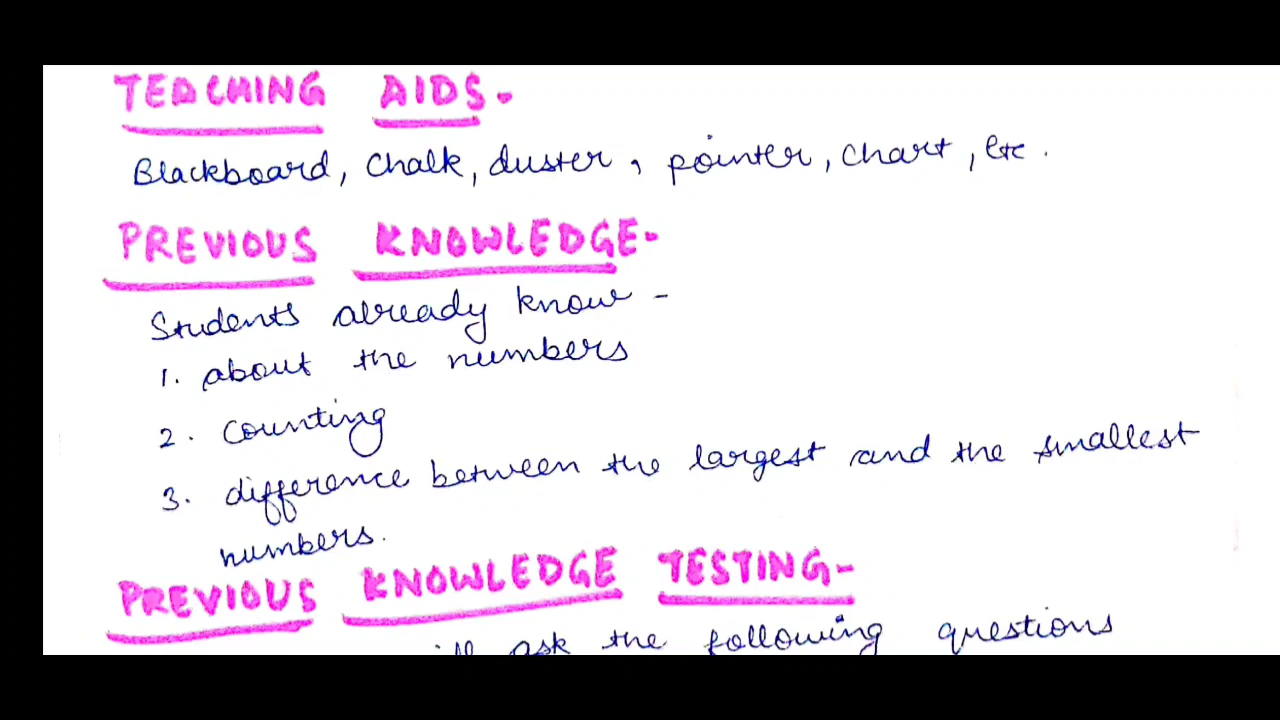 TEACHING AIDS-
Blackboard, chalk, duster, pointer, chart, etc.
PREVIOUS KNOWLEDGE-
Students already know -
1. about the numbers
2. counting
3. difference between the largest and the smallest
numbers.
PREVIOUS KNOWLEDGE TESTING-
ask the following questions